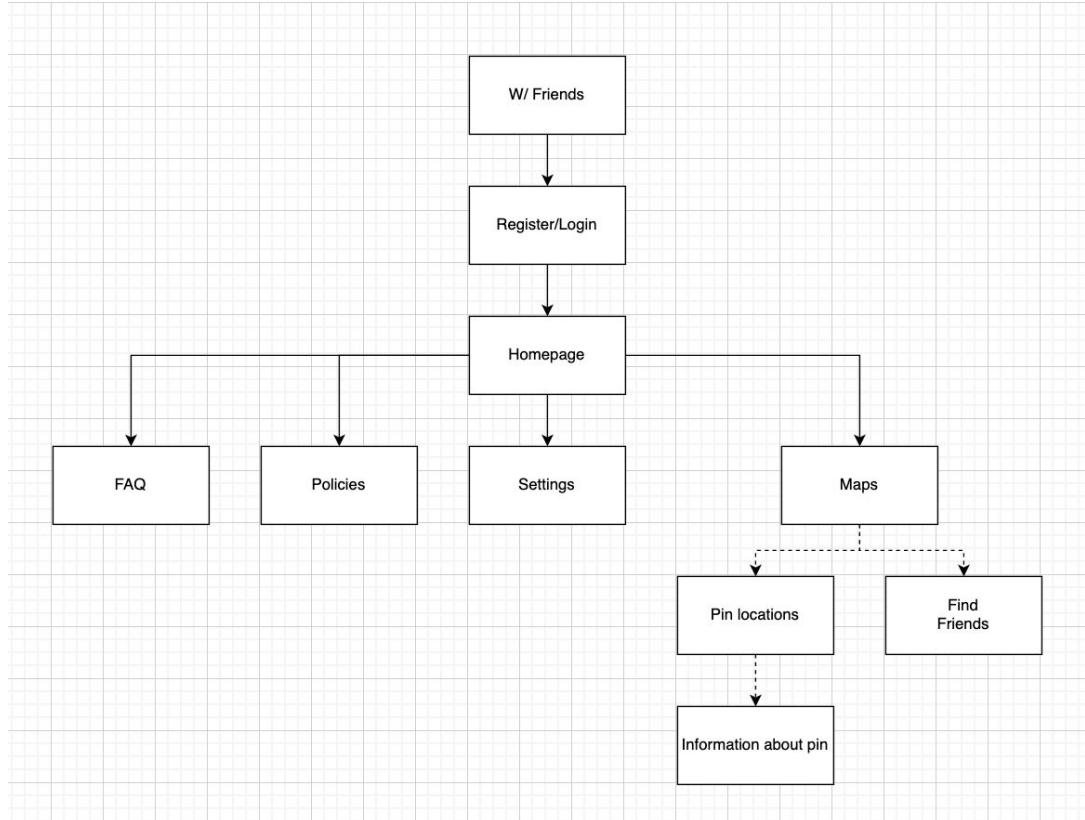 W/ Friends
Register/Login
Homepage
FAQ
Policies
Settings
Maps
Pin locations
Find
Friends
Information about pin